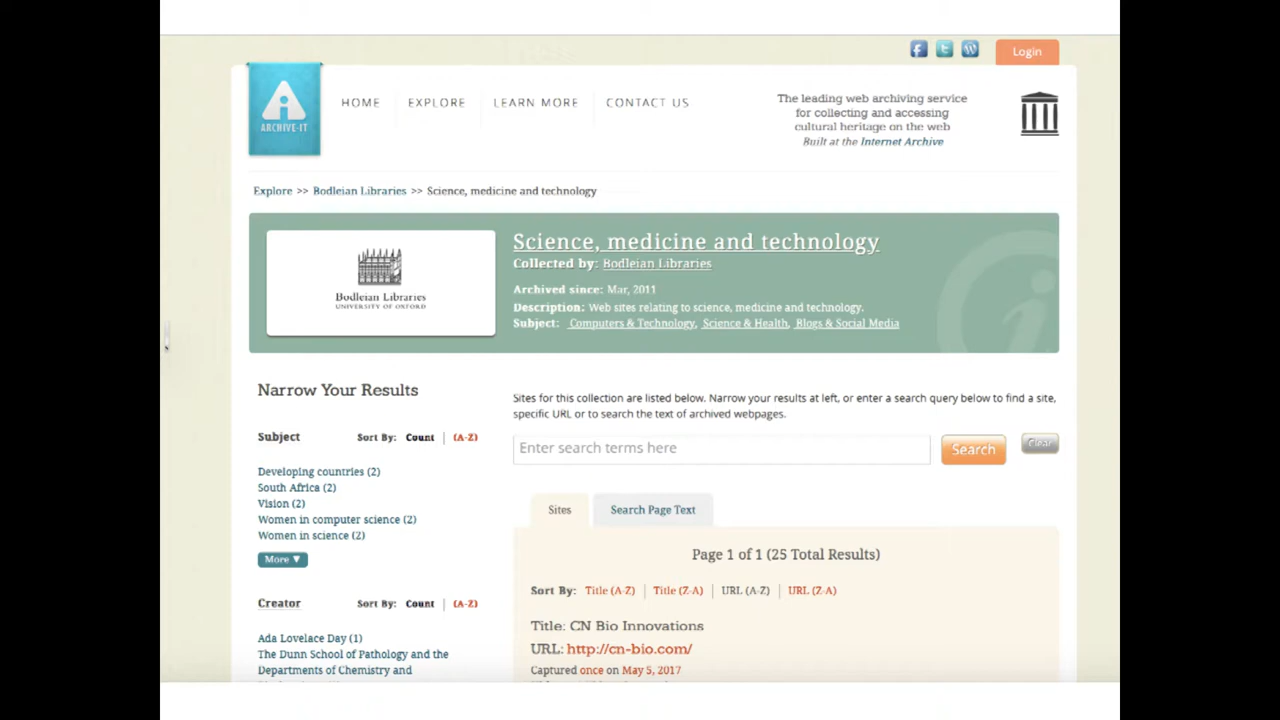 Login
HOME
EXPLORE
LEARN MORE
CONTACT US
The leading web archiving service
for collecting and accessing
cultural heritage on the web
Built at the Internet Archive
ARCHIVE-IT
Explore >> Bodleian Libraries >> Science, medicine and technology
Bodleian Libraries
UNIVERSITY OF OXFORD
Science, medicine and technology
Collected by: Bodleian Libraries
Archived since: Mar, 2011
Description: Web sites relating to science, medicine and technology.
Subject: Computers & Technology, Science & Health, Blogs & Social Media
Narrow Your Results
Subject Sort By: Count | (A-Z)
Developing countries (2)
South Africa (2)
Vision (2)
Women in computer science (2)
Women in science (2)
More ▼
Creator Sort By: Count | (A-Z)
Ada Lovelace Day (1)
The Dunn School of Pathology and the
Departments of Chemistry and
Sites for this collection are listed below. Narrow your results at left, or enter a search query below to find a site,
specific URL or to search the text of archived webpages.
Enter search terms here
Search
Clear
Sites
Search Page Text
Page 1 of 1 (25 Total Results)
Sort By: Title (A-Z) | Title (Z-A) | URL (A-Z) | URL (Z-A)
Title: CN Bio Innovations
URL: http://cn-bio.com/
Captured once on May 5, 2017